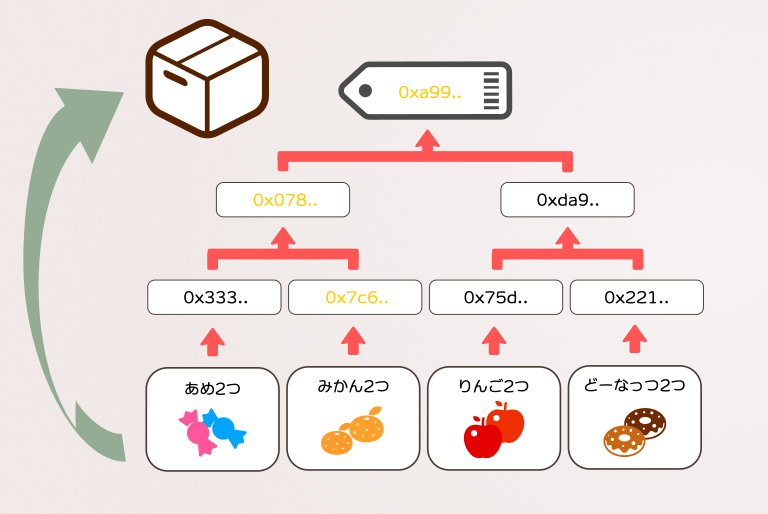 0xa99..
0x078..
0xda9..
0x333..
0x7c6..
0x75d..
0x221..
あめ2つ
みかん2つ
りんご2つ
どーなっつ2つ